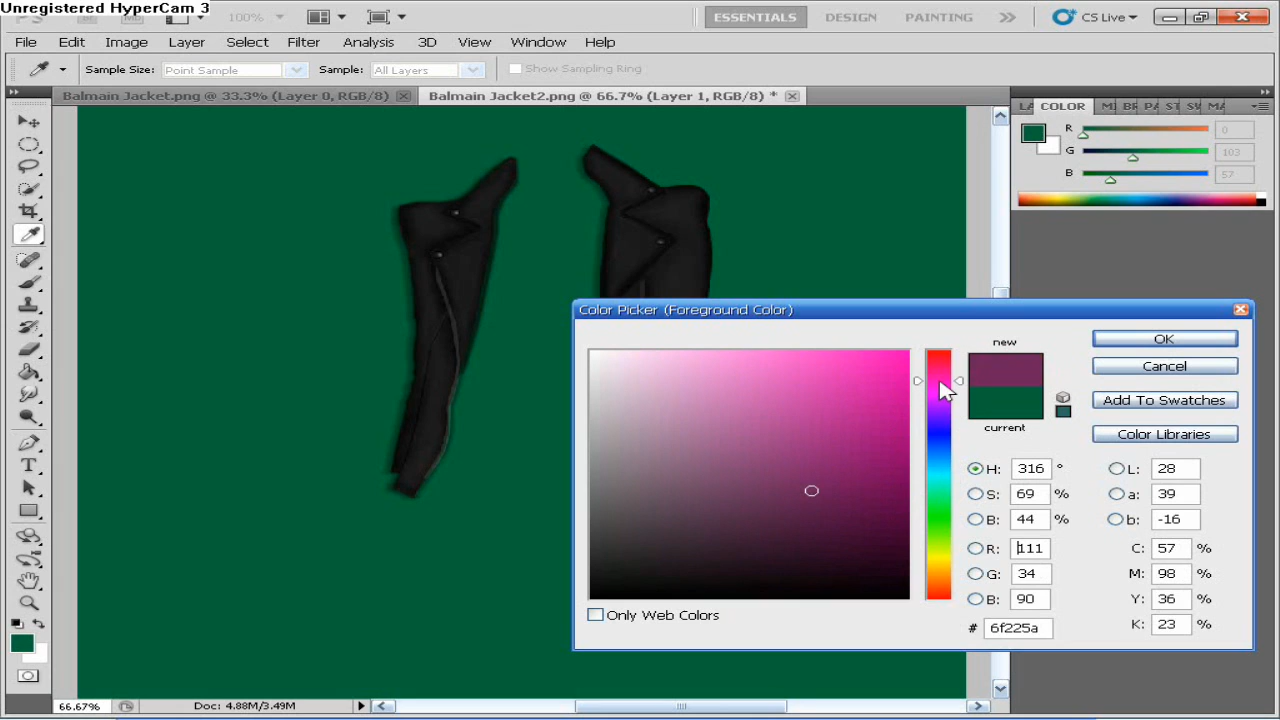 Unregistered HyperCam 3
100%
ESSENTIALS DESIGN PAINTING CS Live
File Edit Image Layer Select Filter Analysis 3D View Window Help
Sample Size: Point Sample Sample: All Layers Show Sampling Ring
Balmain Jacket.png @ 33.3% (Layer 0, RGB/8) Balmain Jacket2.png @ 66.7% (Layer 1, RGB/8) *
COLOR
R 0
G 103
B 57
Color Picker (Foreground Color)
new
current
OK
Cancel
Add To Swatches
Color Libraries
H: 316 ° L: 28
S: 69 % a: 39
B: 44 % b: -16
R: 111 C: 57 %
G: 34 M: 98 %
B: 90 Y: 36 %
# 6f225a K: 23 %
Only Web Colors
66.67% Doc: 4.88M/3.49M